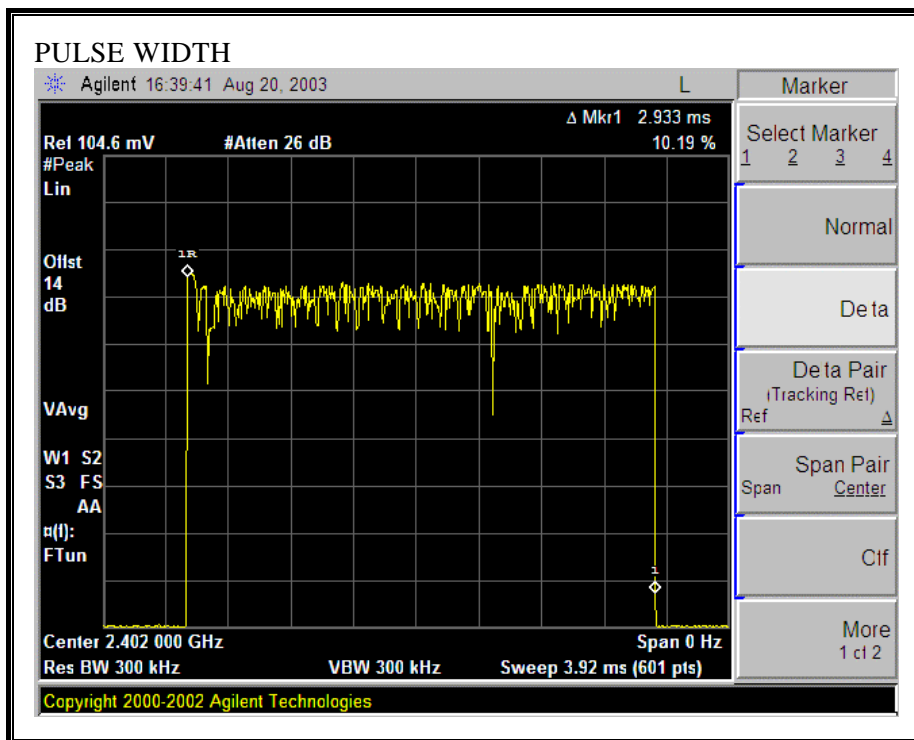 PULSE WIDTH
Agilent 16:39:41 Aug 20, 2003 L
Marker
Δ Mkr1 2.933 ms
Ref 104.6 mV #Atten 26 dB 10.19 %
#Peak
Lin
Offst
14
dB
VAvg
W1 S2
S3 FS
AA
¤(f):
FTun
1R
1
Center 2.402 000 GHz Span 0 Hz
Res BW 300 kHz VBW 300 kHz Sweep 3.92 ms (601 pts)
Copyright 2000-2002 Agilent Technologies
Select Marker
1 2 3 4
Normal
Delta
Delta Pair
(Tracking Ref)
Ref Δ
Span Pair
Span Center
Off
More
1 of 2